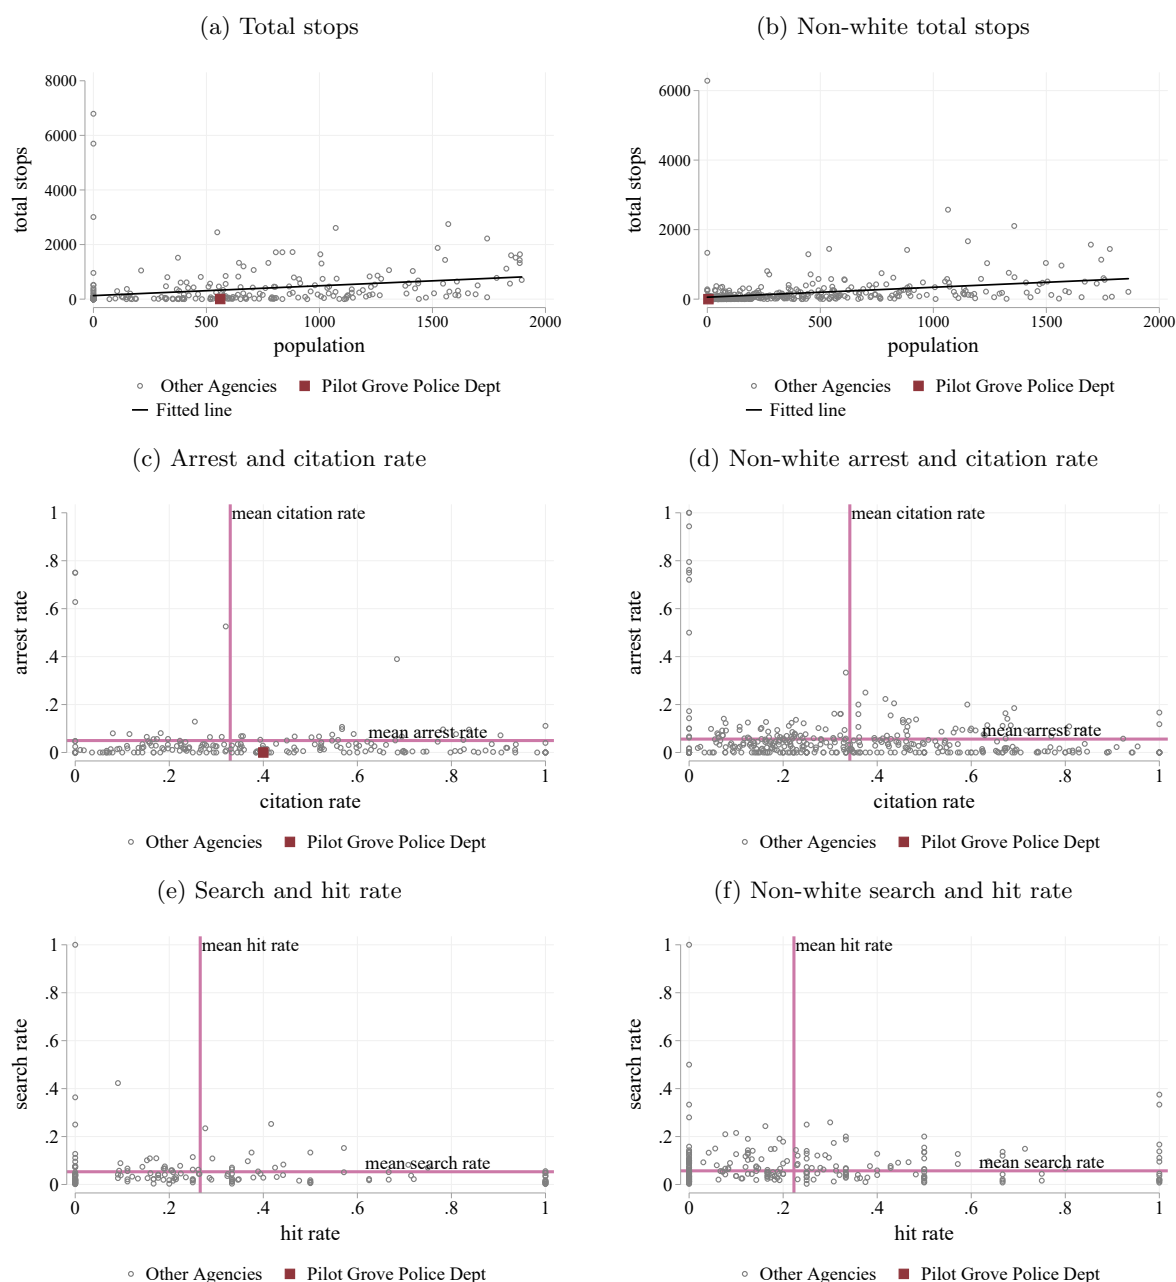 (a) Total stops
(b) Non-white total stops
total stops
8000
6000
4000
2000
0
0 500 1000 1500 2000
population
Other Agencies Pilot Grove Police Dept
Fitted line
total stops
6000
4000
2000
0
0 500 1000 1500 2000
population
Other Agencies Pilot Grove Police Dept
Fitted line
(c) Arrest and citation rate
(d) Non-white arrest and citation rate
arrest rate
1
.8
.6
.4
.2
0
mean citation rate
mean arrest rate
0 .2 .4 .6 .8 1
citation rate
Other Agencies Pilot Grove Police Dept
arrest rate
1
.8
.6
.4
.2
0
mean citation rate
mean arrest rate
0 .2 .4 .6 .8 1
citation rate
Other Agencies Pilot Grove Police Dept
(e) Search and hit rate
(f) Non-white search and hit rate
search rate
1
.8
.6
.4
.2
0
mean hit rate
mean search rate
0 .2 .4 .6 .8 1
hit rate
Other Agencies Pilot Grove Police Dept
search rate
1
.8
.6
.4
.2
0
mean hit rate
mean search rate
0 .2 .4 .6 .8 1
hit rate
Other Agencies Pilot Grove Police Dept